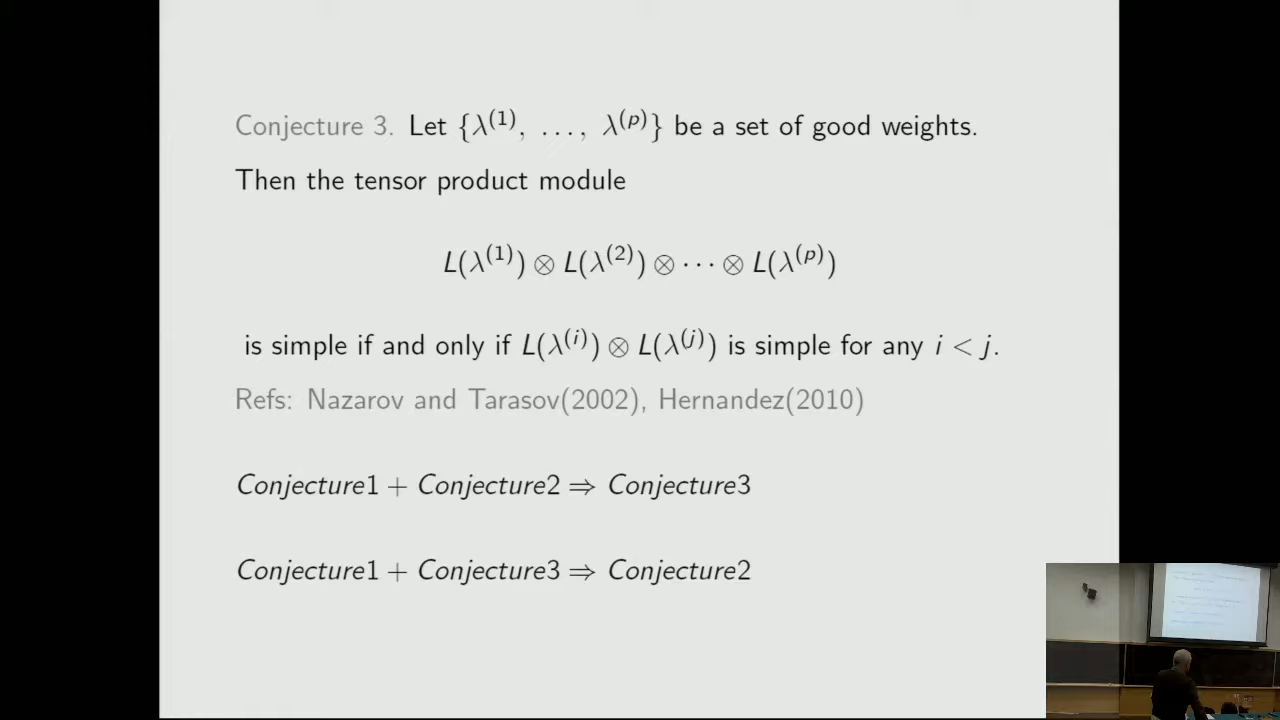 Conjecture 3. Let {λ⁽¹⁾, ..., λ⁽ᵖ⁾} be a set of good weights.
Then the tensor product module
L(λ⁽¹⁾) ⊗ L(λ⁽²⁾) ⊗ ··· ⊗ L(λ⁽ᵖ⁾)
is simple if and only if L(λ⁽ⁱ⁾) ⊗ L(λ⁽ʲ⁾) is simple for any i < j.
Refs: Nazarov and Tarasov(2002), Hernandez(2010)
Conjecture1 + Conjecture2 ⇒ Conjecture3
Conjecture1 + Conjecture3 ⇒ Conjecture2